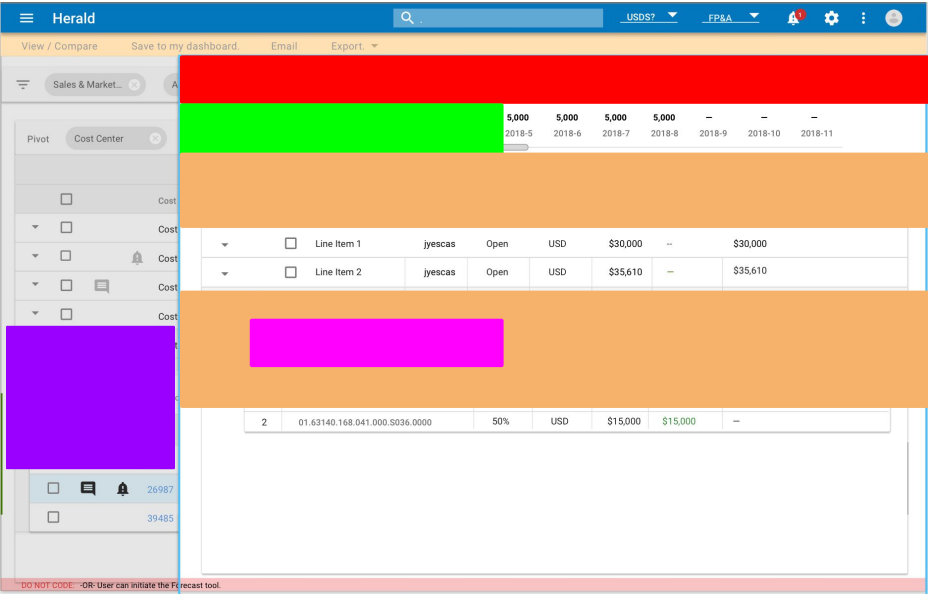 Herald
.
USDS?
FP&A
1
View / Compare Save to my dashboard. Email Export.
Sales & Market... A
5,000 5,000 5,000 5,000 – – –
2018-5 2018-6 2018-7 2018-8 2018-9 2018-10 2018-11
Pivot Cost Center
Cost
Cost
Line Item 1 jyescas Open USD $30,000 -- $30,000
Cost
Line Item 2 jyescas Open USD $35,610 – $35,610
Cost
Cost
2 01.63140.168.041.000.S036.0000 50% USD $15,000 $15,000 –
26987
39485
DO NOT CODE: -OR- User can initiate the Forecast tool.